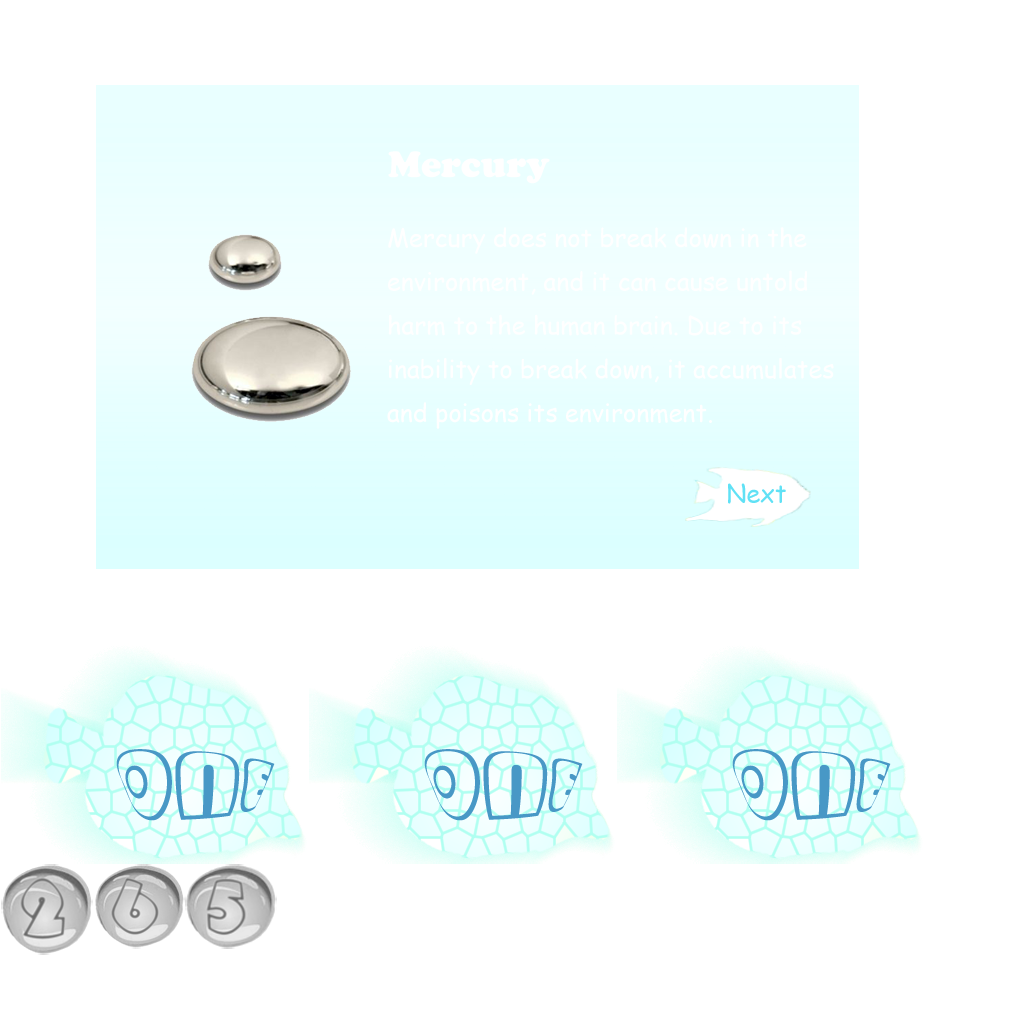 Mercury
Mercury does not break down in the
environment, and it can cause untold
harm to the human brain. Due to its
inability to break down, it accumulates
and poisons its environment.
Next
ONE ONE ONE
2 6 5